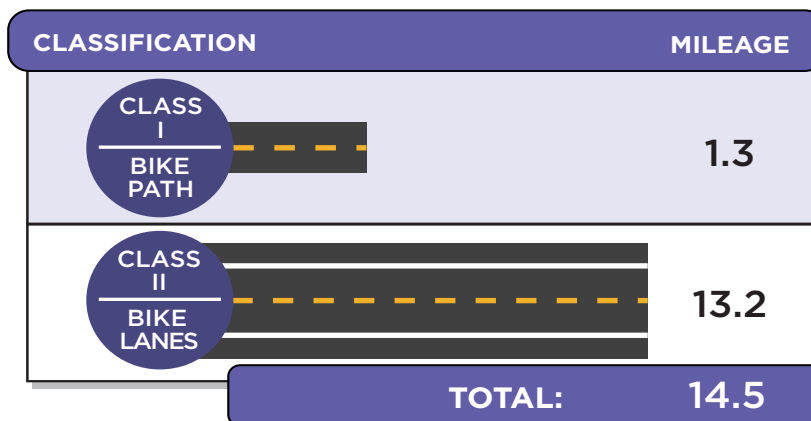 CLASSIFICATION MILEAGE
CLASS
I
BIKE
PATH
1.3
CLASS
II
BIKE
LANES
13.2
TOTAL: 14.5